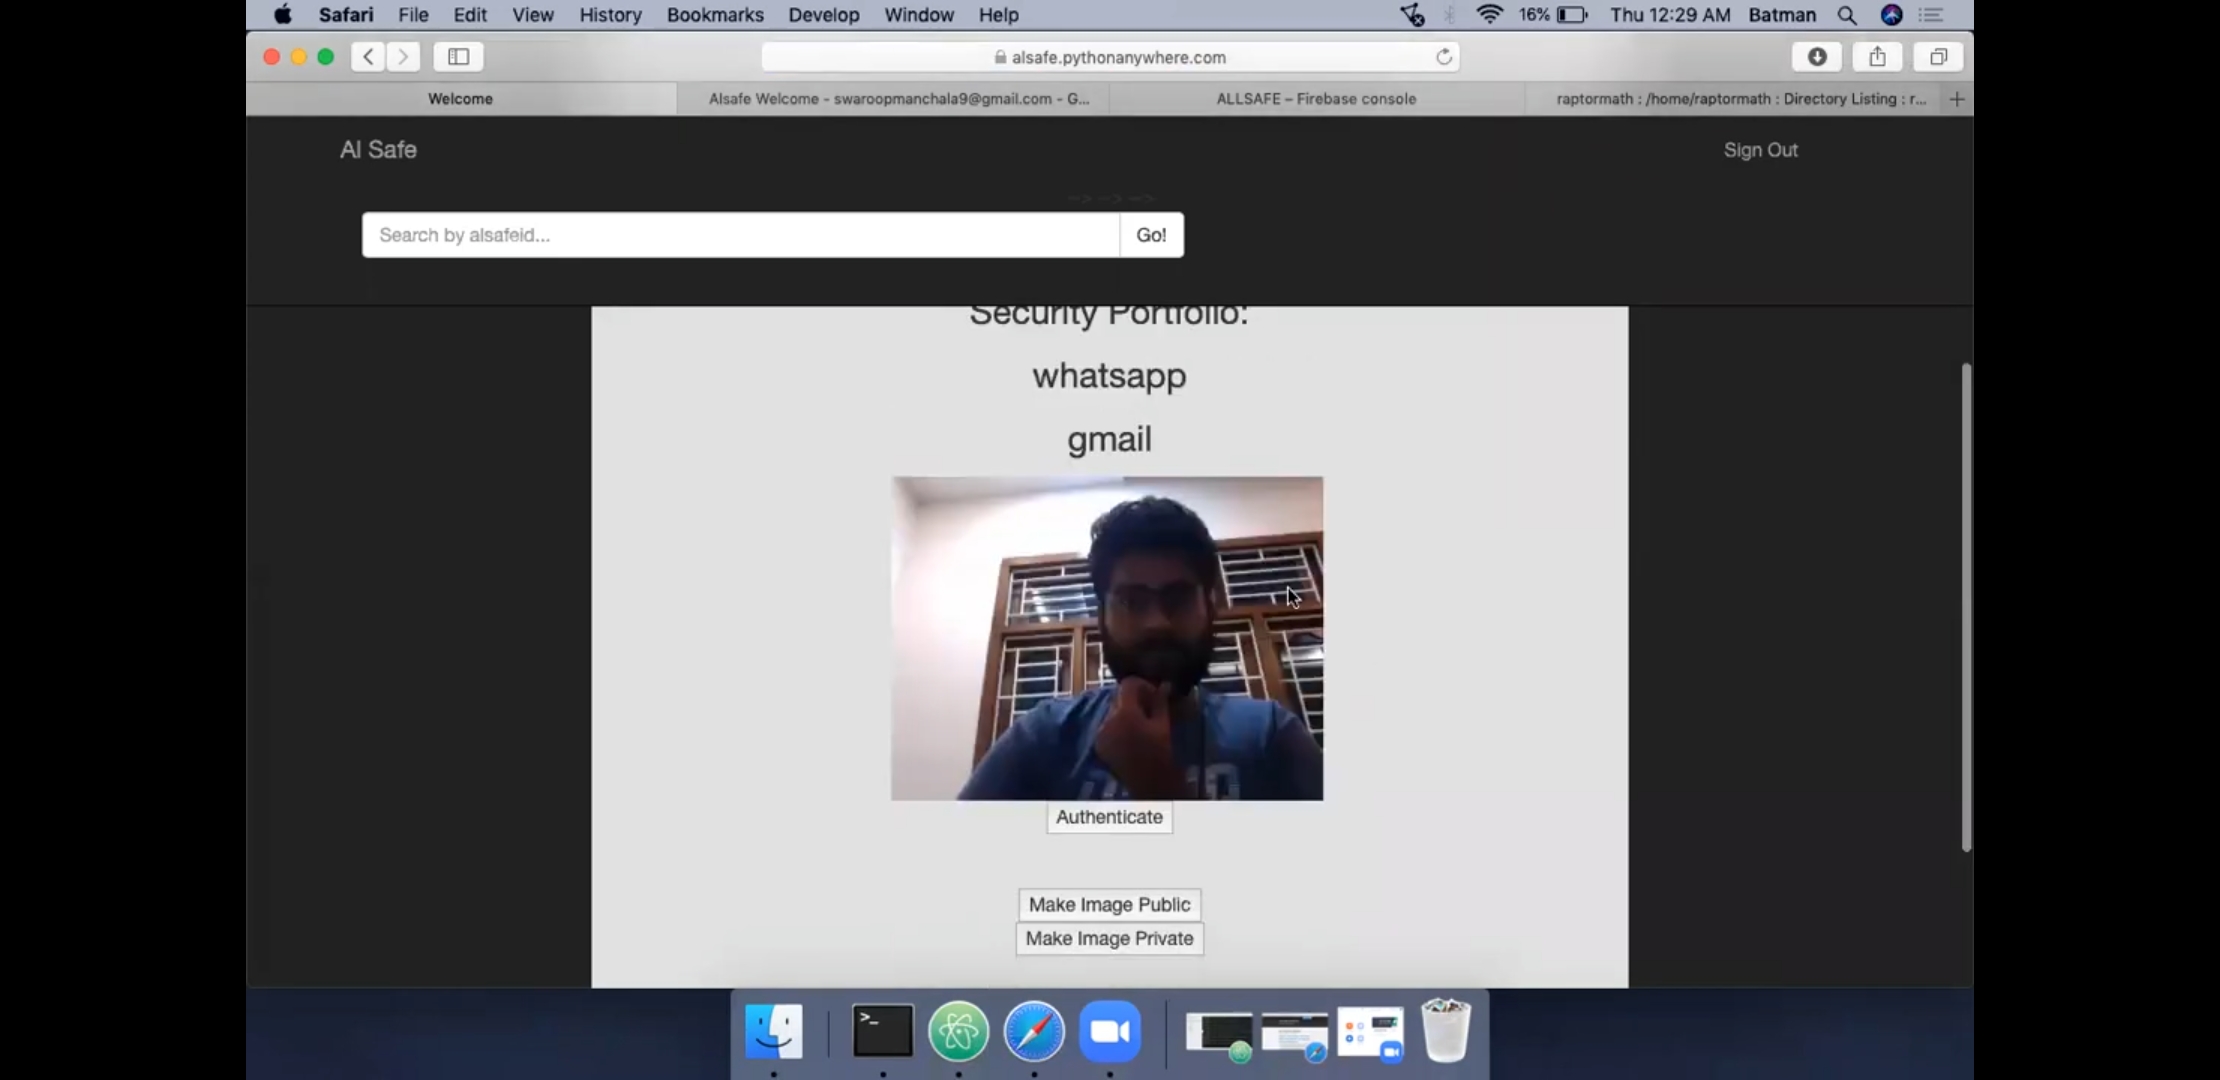 Safari File Edit View History Bookmarks Develop Window Help 16% Thu 12:29 AM Batman
alsafe.pythonanywhere.com
Welcome Alsafe Welcome - swaroopmanchala9@gmail.com - G... ALLSAFE – Firebase console raptormath : /home/raptormath : Directory Listing : r... +
Al Safe Sign Out
--> --> -->
Search by alsafeid... Go!
Security Portfolio:
whatsapp
gmail
Authenticate
Make Image Public
Make Image Private
>_